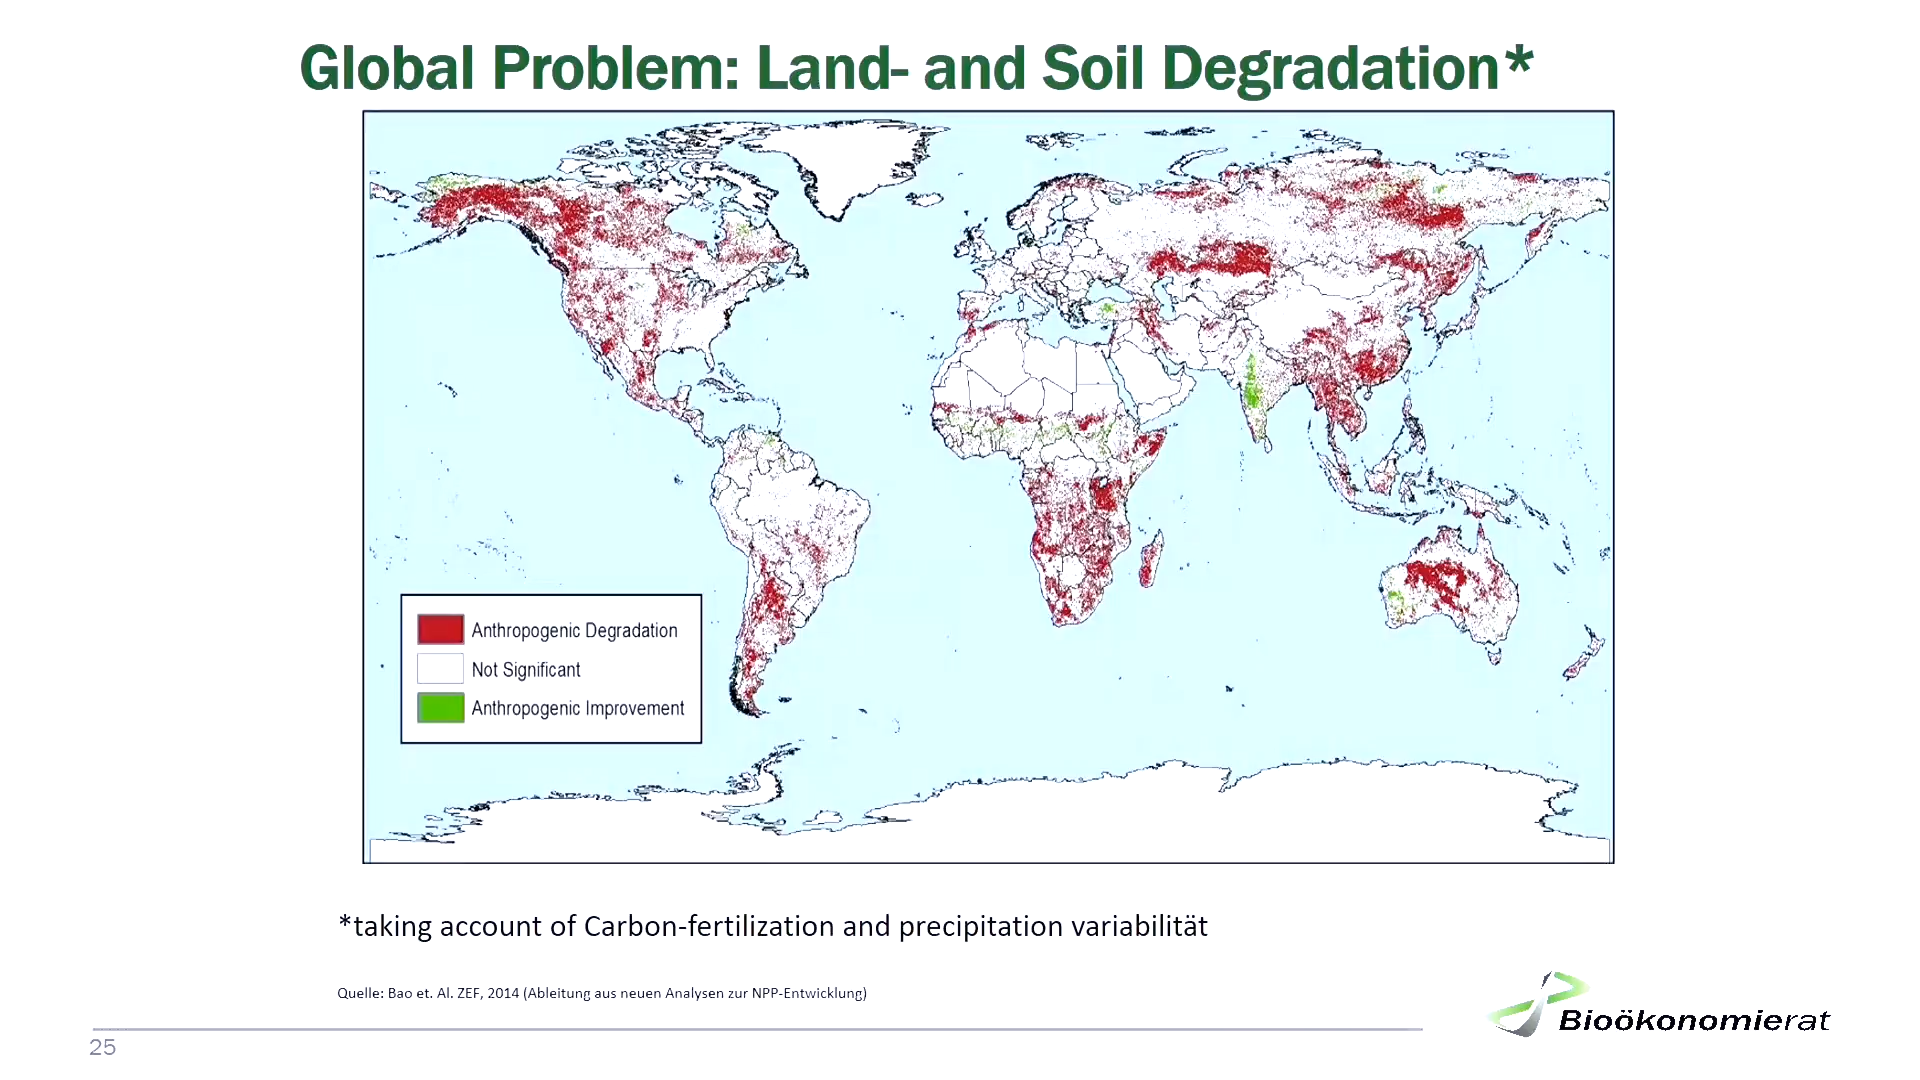 Global Problem: Land- and Soil Degradation*
Anthropogenic Degradation
Not Significant
Anthropogenic Improvement
*taking account of Carbon-fertilization and precipitation variabilität
Quelle: Bao et. Al. ZEF, 2014 (Ableitung aus neuen Analysen zur NPP-Entwicklung)
Bioökonomierat
25